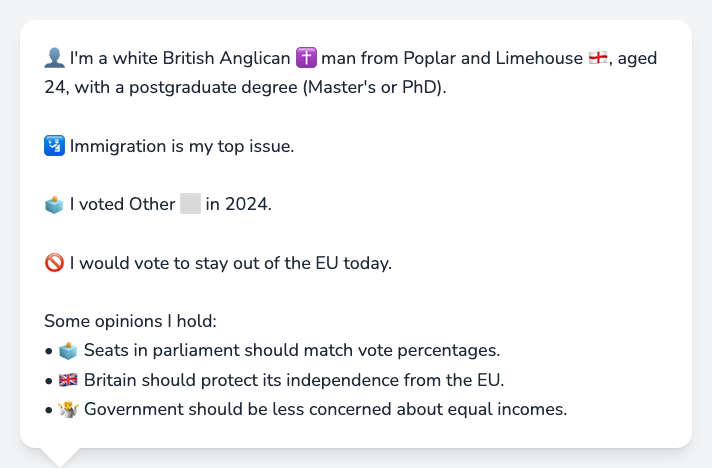 👤 I'm a white British Anglican ✝️ man from Poplar and Limehouse 🏴󠁧󠁢󠁥󠁮󠁧󠁿, aged
24, with a postgraduate degree (Master's or PhD).
🛂 Immigration is my top issue.
🗳️ I voted Other ⬜ in 2024.
🚫 I would vote to stay out of the EU today.
Some opinions I hold:
• 🗳️ Seats in parliament should match vote percentages.
• 🇬🇧 Britain should protect its independence from the EU.
• 🤷 Government should be less concerned about equal incomes.